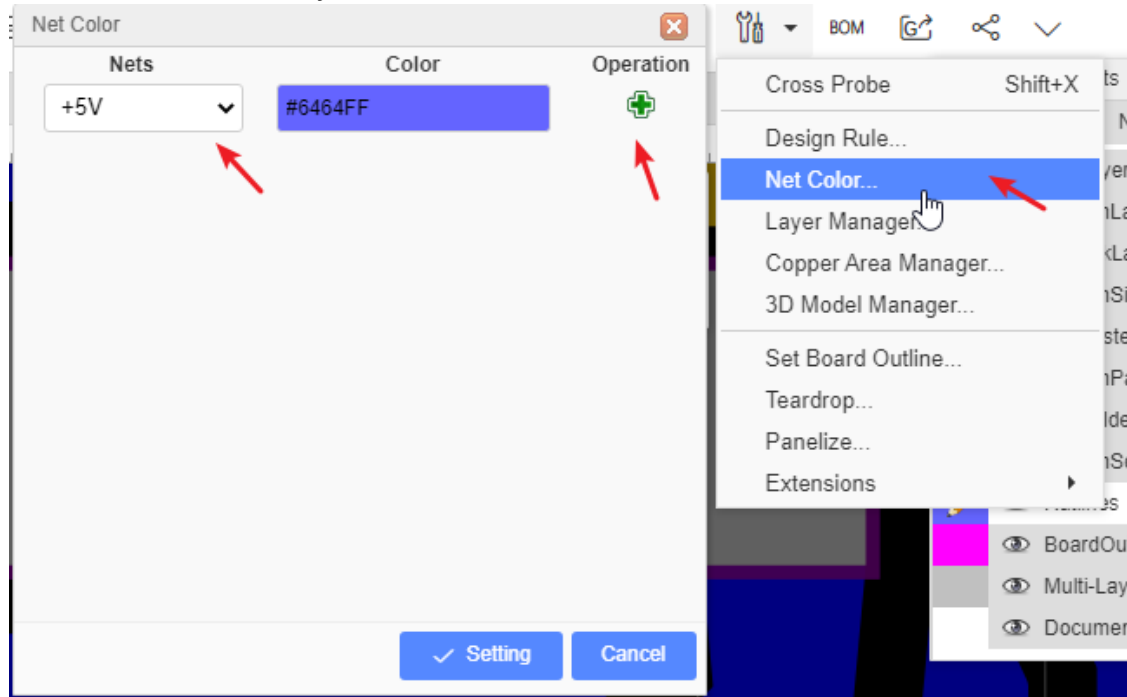 Net Color
Nets Color Operation
+5V #6464FF
Setting Cancel
BOM
Cross Probe Shift+X
Design Rule...
Net Color...
Layer Manager...
Copper Area Manager...
3D Model Manager...
Set Board Outline...
Teardrop...
Panelize...
Extensions
BoardOu
Multi-Lay
Documen